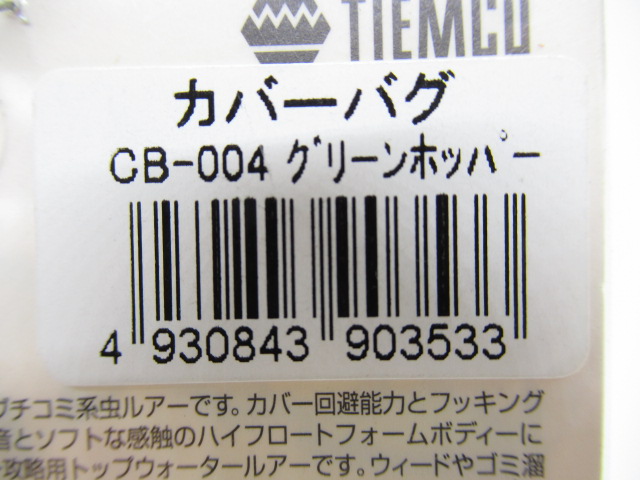 TIEMCO
カバーバグ
CB-004 グリーンホッパー
4 930843 903533
ブチコミ系虫ルアーです。カバー回避能力とフッキング
音とソフトな感触のハイフロートフォームボディーに
攻略用トップウォータールアーです。ウィードやゴミ溜